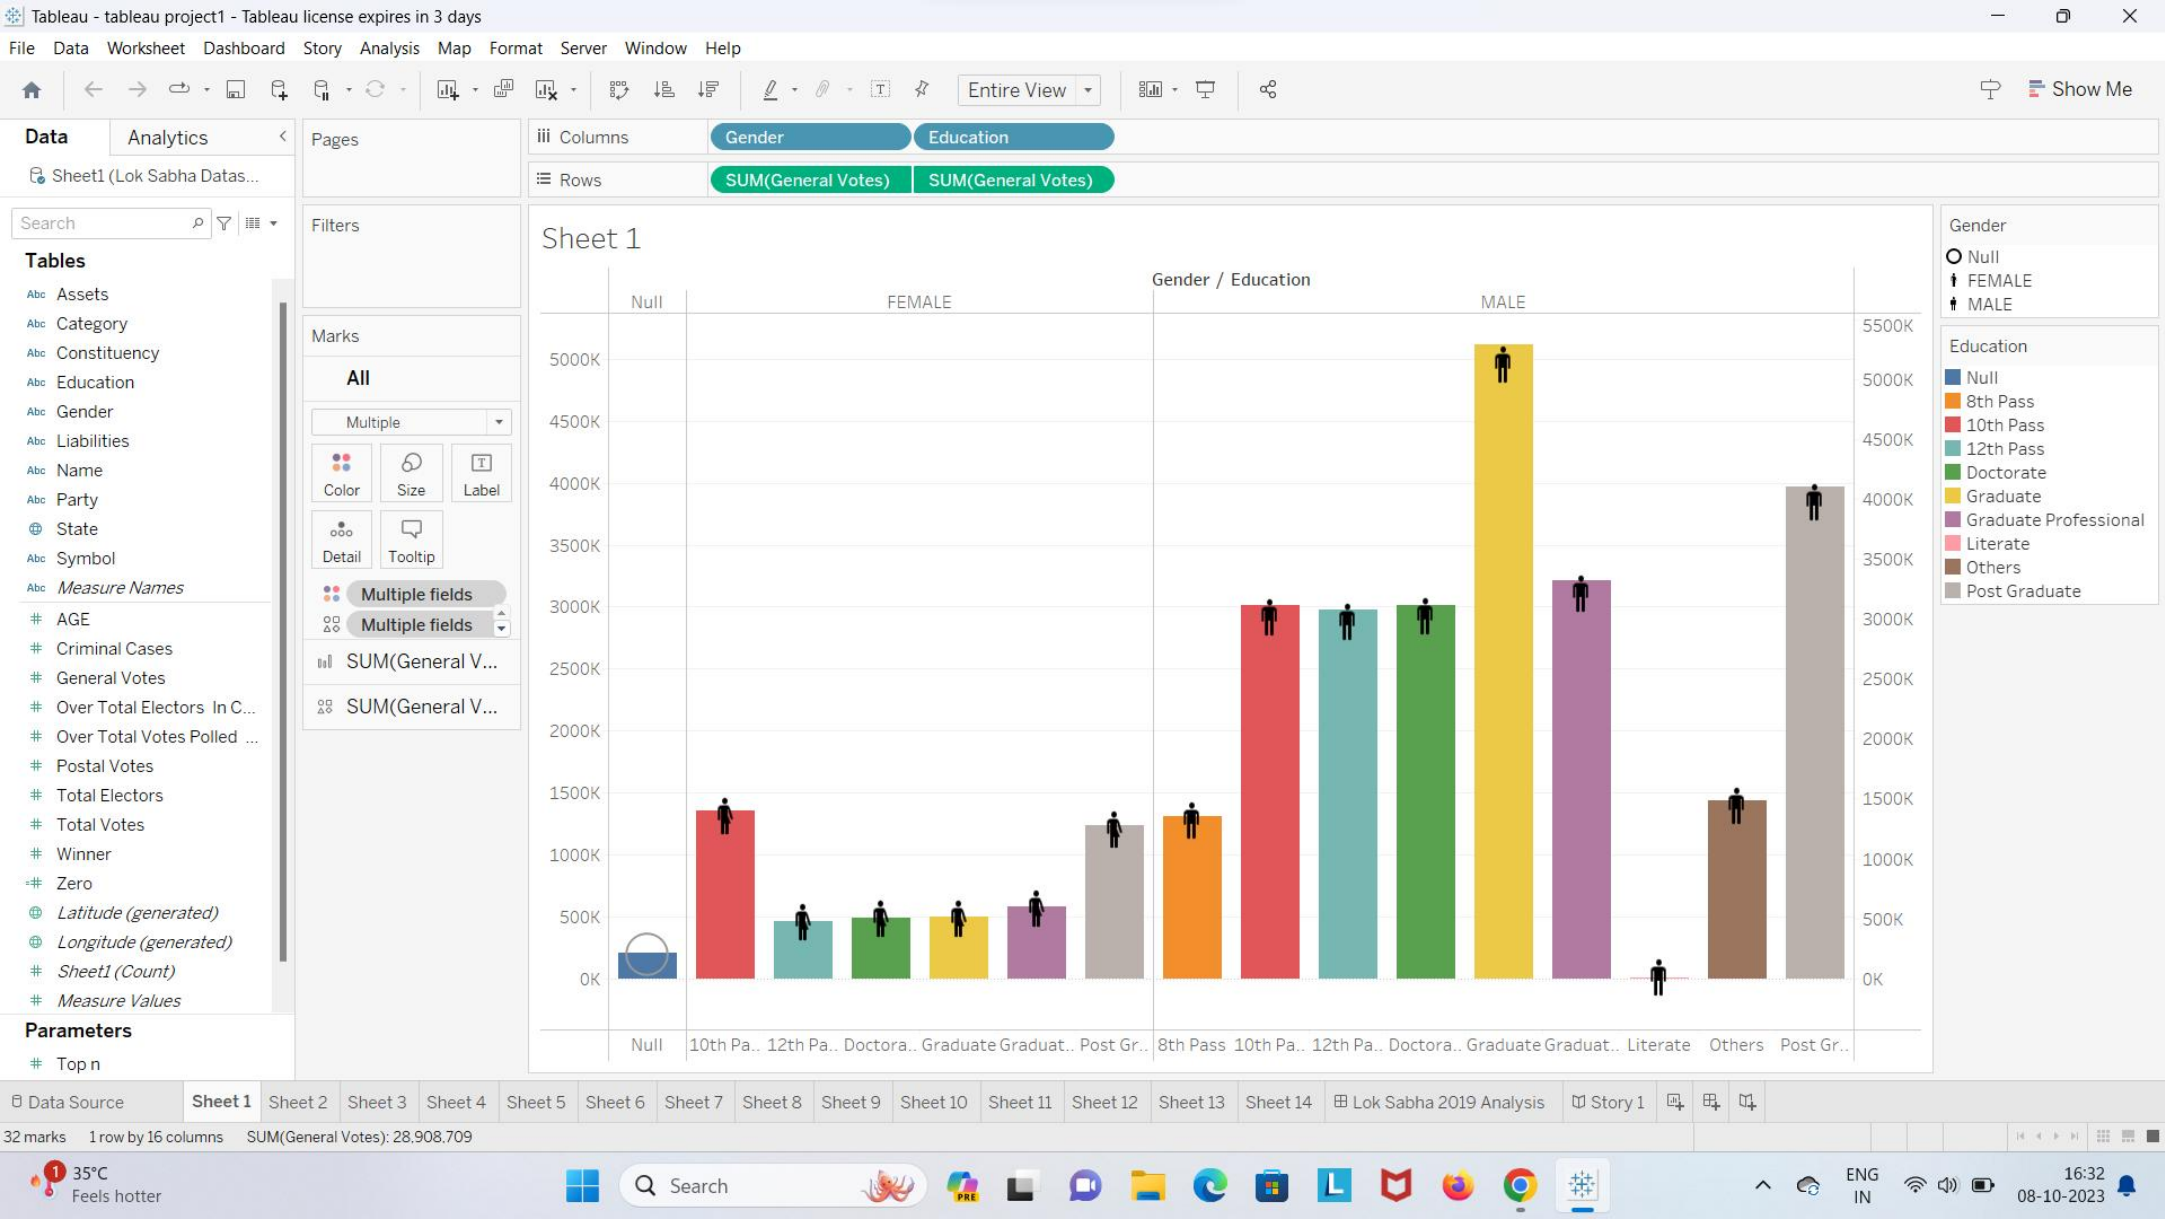 Tableau - tableau project1 - Tableau license expires in 3 days
File Data Worksheet Dashboard Story Analysis Map Format Server Window Help
Entire View
Show Me
Data
Analytics
Sheet1 (Lok Sabha Datas...
Search
Tables
Abc Assets
Abc Category
Abc Constituency
Abc Education
Abc Gender
Abc Liabilities
Abc Name
Abc Party
State
Abc Symbol
Abc Measure Names
# AGE
# Criminal Cases
# General Votes
# Over Total Electors In C...
# Over Total Votes Polled ...
# Postal Votes
# Total Electors
# Total Votes
# Winner
=# Zero
Latitude (generated)
Longitude (generated)
# Sheet1 (Count)
# Measure Values
Parameters
# Top n
Pages
Filters
Marks
All
Multiple
Color Size Label
Detail Tooltip
Multiple fields
Multiple fields
SUM(General V...
SUM(General V...
Columns Gender Education
Rows SUM(General Votes) SUM(General Votes)
Sheet 1
Gender / Education
Null FEMALE MALE
5000K
4500K
4000K
3500K
3000K
2500K
2000K
1500K
1000K
500K
0K
5500K
5000K
4500K
4000K
3500K
3000K
2500K
2000K
1500K
1000K
500K
0K
Null 10th Pa.. 12th Pa.. Doctora.. Graduate Graduat.. Post Gr.. 8th Pass 10th Pa.. 12th Pa.. Doctora.. Graduate Graduat.. Literate Others Post Gr..
Gender
Null
FEMALE
MALE
Education
Null
8th Pass
10th Pass
12th Pass
Doctorate
Graduate
Graduate Professional
Literate
Others
Post Graduate
Data Source Sheet 1 Sheet 2 Sheet 3 Sheet 4 Sheet 5 Sheet 6 Sheet 7 Sheet 8 Sheet 9 Sheet 10 Sheet 11 Sheet 12 Sheet 13 Sheet 14 Lok Sabha 2019 Analysis Story 1
32 marks 1 row by 16 columns SUM(General Votes): 28,908,709
1
35°C
Feels hotter
Search
PRE
L
ENG
IN
16:32
08-10-2023